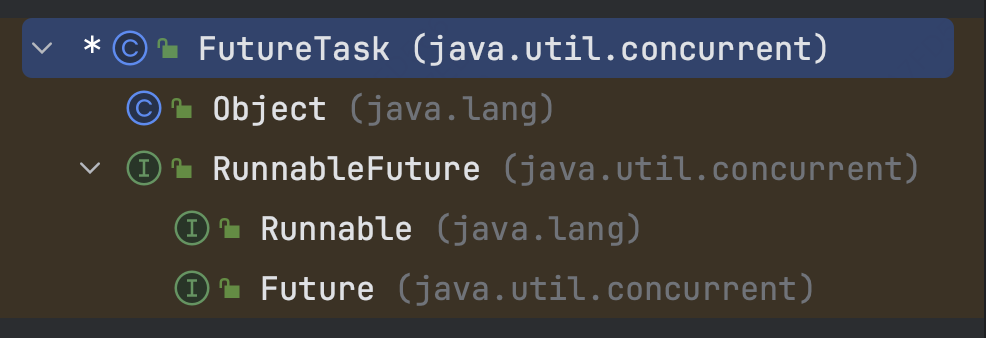 * C FutureTask (java.util.concurrent)
C Object (java.lang)
I RunnableFuture (java.util.concurrent)
I Runnable (java.lang)
I Future (java.util.concurrent)